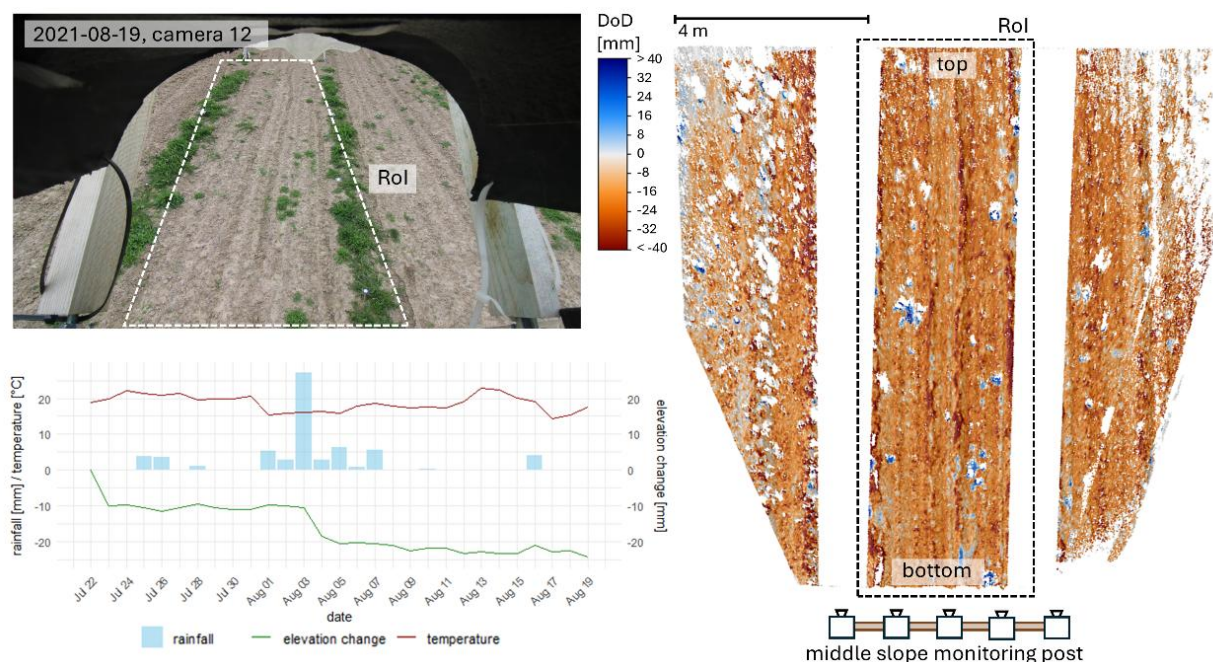 2021-08-19, camera 12
RoI
DoD
[mm]
> 40
32
24
16
8
0
-8
-16
-24
-32
< -40
4 m
RoI
top
bottom
middle slope monitoring post
rainfall [mm] / temperature [°C]
20
10
0
-10
-20
20
10
0
-10
-20
elevation change [mm]
Jul 22
Jul 24
Jul 26
Jul 28
Jul 30
Aug 01
Aug 03
Aug 05
Aug 07
Aug 09
Aug 11
Aug 13
Aug 15
Aug 17
Aug 19
date
rainfall
elevation change
temperature